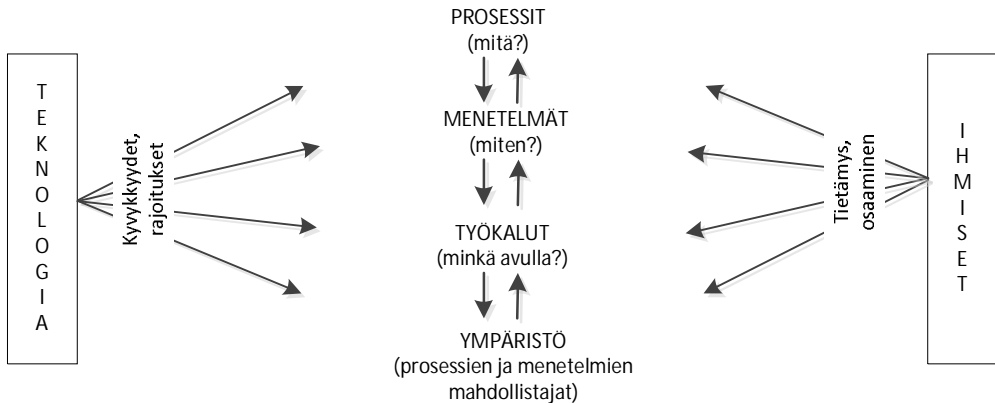 PROSESSIT
(mitä?)
TEKNOLOGIA
Kyvykkyydet,
rajoitukset
MENETELMÄT
(miten?)
TYÖKALUT
(minkä avulla?)
YMPÄRISTÖ
(prosessien ja menetelmien
mahdollistajat)
Tietämys,
osaaminen
IHMISET